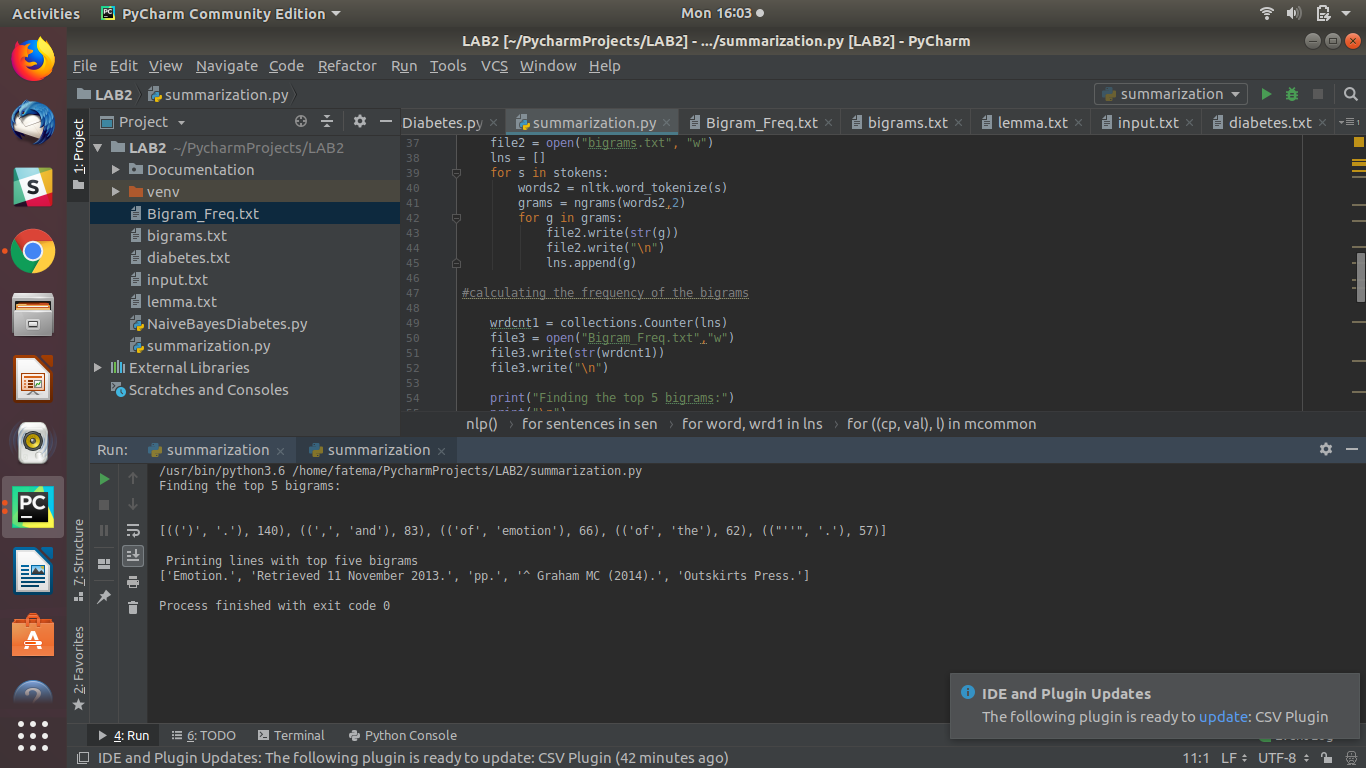 Activities PyCharm Community Edition Mon 16:03
LAB2 [~/PycharmProjects/LAB2] - .../summarization.py [LAB2] - PyCharm
File Edit View Navigate Code Refactor Run Tools VCS Window Help
LAB2 summarization.py summarization
1: Project
Project
Diabetes.py summarization.py Bigram_Freq.txt bigrams.txt lemma.txt input.txt diabetes.txt
LAB2 ~/PycharmProjects/LAB2
Documentation
venv
Bigram_Freq.txt
bigrams.txt
diabetes.txt
input.txt
lemma.txt
NaiveBayesDiabetes.py
summarization.py
External Libraries
Scratches and Consoles
37 file2 = open("bigrams.txt", "w")
38 lns = []
39 for s in stokens:
40 words2 = nltk.word_tokenize(s)
41 grams = ngrams(words2,2)
42 for g in grams:
43 file2.write(str(g))
44 file2.write("\n")
45 lns.append(g)
46
47 #calculating the frequency of the bigrams
48
49 wrdcnt1 = collections.Counter(lns)
50 file3 = open("Bigram_Freq.txt","w")
51 file3.write(str(wrdcnt1))
52 file3.write("\n")
53
54 print("Finding the top 5 bigrams:")
55 print("\n")
nlp() › for sentences in sen › for word, wrd1 in lns › for ((cp, val), l) in mcommon
Run: summarization summarization
/usr/bin/python3.6 /home/fatema/PycharmProjects/LAB2/summarization.py
Finding the top 5 bigrams:
[((')', '.'), 140), ((',', 'and'), 83), (('of', 'emotion'), 66), (('of', 'the'), 62), (("''", '.'), 57)]
Printing lines with top five bigrams
['Emotion.', 'Retrieved 11 November 2013.', 'pp.', '^ Graham MC (2014).', 'Outskirts Press.']
Process finished with exit code 0
7: Structure
2: Favorites
IDE and Plugin Updates
The following plugin is ready to update: CSV Plugin
4: Run 6: TODO Terminal Python Console
IDE and Plugin Updates: The following plugin is ready to update: CSV Plugin (42 minutes ago) 11:1 LF UTF-8